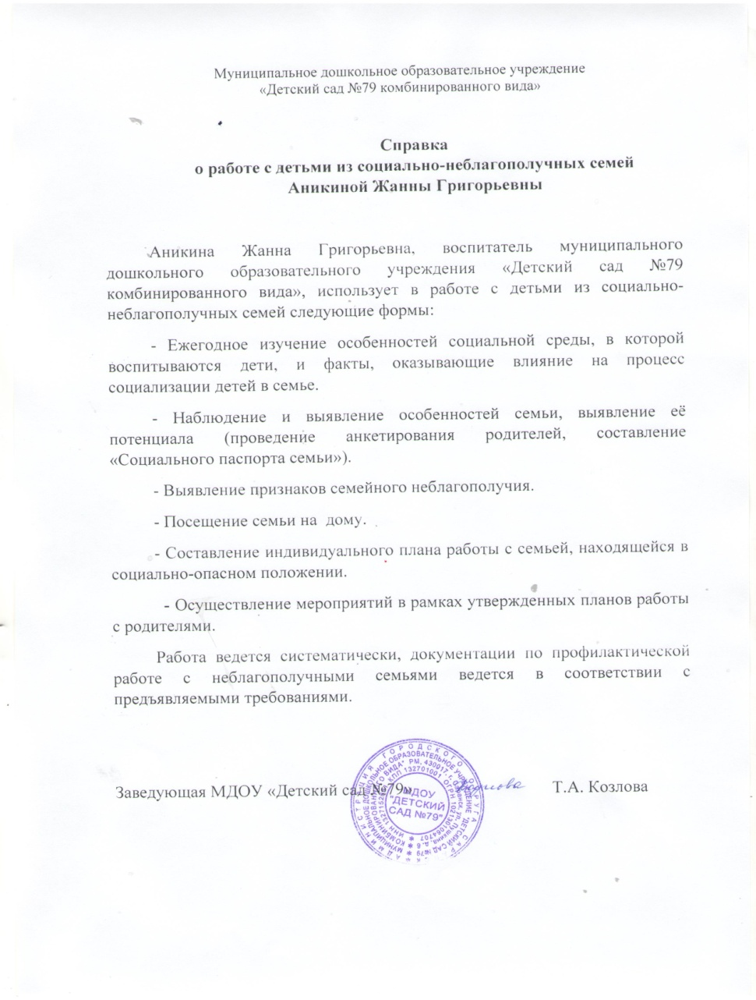 Муниципальное дошкольное образовательное учреждение
«Детский сад №79 комбинированного вида»
Справка
о работе с детьми из социально-неблагополучных семей
Аникиной Жанны Григорьевны
Аникина Жанна Григорьевна, воспитатель муниципального
дошкольного образовательного учреждения «Детский сад №79
комбинированного вида», использует в работе с детьми из социально-
неблагополучных семей следующие формы:
- Ежегодное изучение особенностей социальной среды, в которой
воспитываются дети, и факты, оказывающие влияние на процесс
социализации детей в семье.
- Наблюдение и выявление особенностей семьи, выявление её
потенциала (проведение анкетирования родителей, составление
«Социального паспорта семьи»).
- Выявление признаков семейного неблагополучия.
- Посещение семьи на дому.
- Составление индивидуального плана работы с семьей, находящейся в
социально-опасном положении.
- Осуществление мероприятий в рамках утвержденных планов работы
с родителями.
Работа ведется систематически, документации по профилактической
работе с неблагополучными семьями ведется в соответствии с
предъявляемыми требованиями.
Заведующая МДОУ «Детский сад №79» Т.А. Козлова
МДОУ
"ДЕТСКИЙ
САД №79"